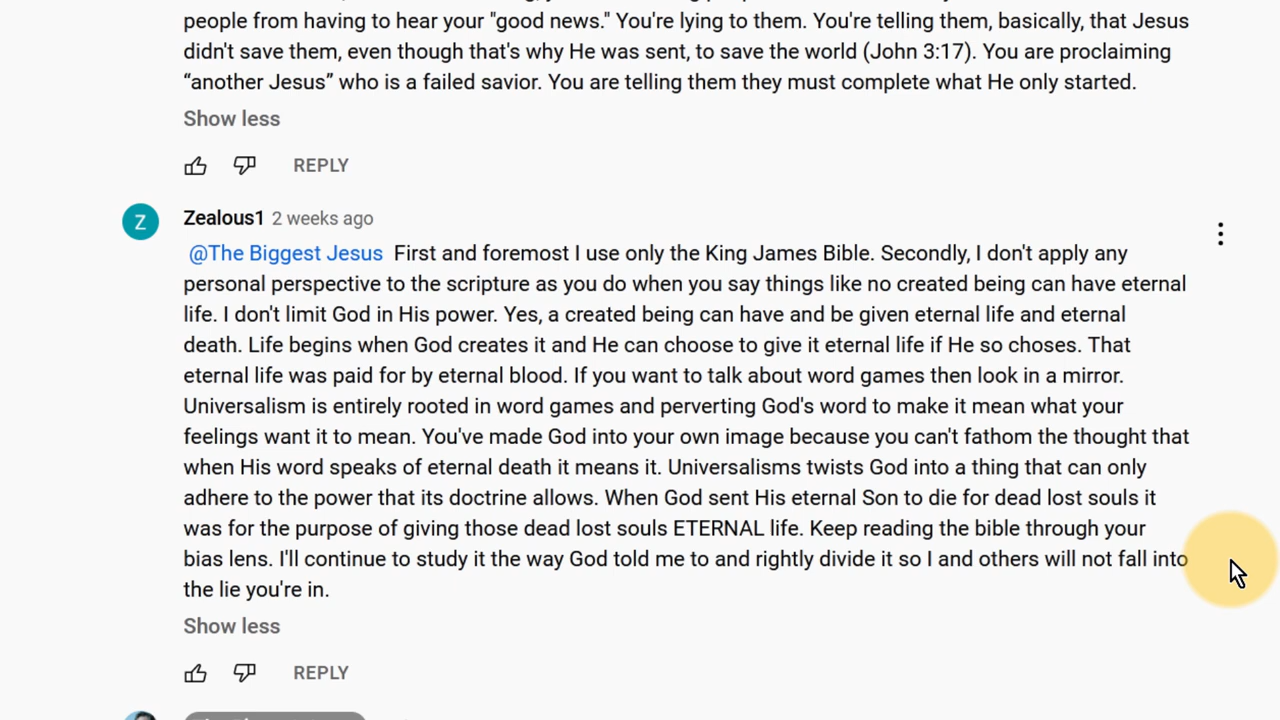 people from having to hear your "good news." You're lying to them. You're telling them, basically, that Jesus
didn't save them, even though that's why He was sent, to save the world (John 3:17). You are proclaiming
“another Jesus” who is a failed savior. You are telling them they must complete what He only started.
Show less
REPLY
Z
Zealous1 2 weeks ago
@The Biggest Jesus First and foremost I use only the King James Bible. Secondly, I don't apply any
personal perspective to the scripture as you do when you say things like no created being can have eternal
life. I don't limit God in His power. Yes, a created being can have and be given eternal life and eternal
death. Life begins when God creates it and He can choose to give it eternal life if He so choses. That
eternal life was paid for by eternal blood. If you want to talk about word games then look in a mirror.
Universalism is entirely rooted in word games and perverting God's word to make it mean what your
feelings want it to mean. You've made God into your own image because you can't fathom the thought that
when His word speaks of eternal death it means it. Universalisms twists God into a thing that can only
adhere to the power that its doctrine allows. When God sent His eternal Son to die for dead lost souls it
was for the purpose of giving those dead lost souls ETERNAL life. Keep reading the bible through your
bias lens. I'll continue to study it the way God told me to and rightly divide it so I and others will not fall into
the lie you're in.
Show less
REPLY